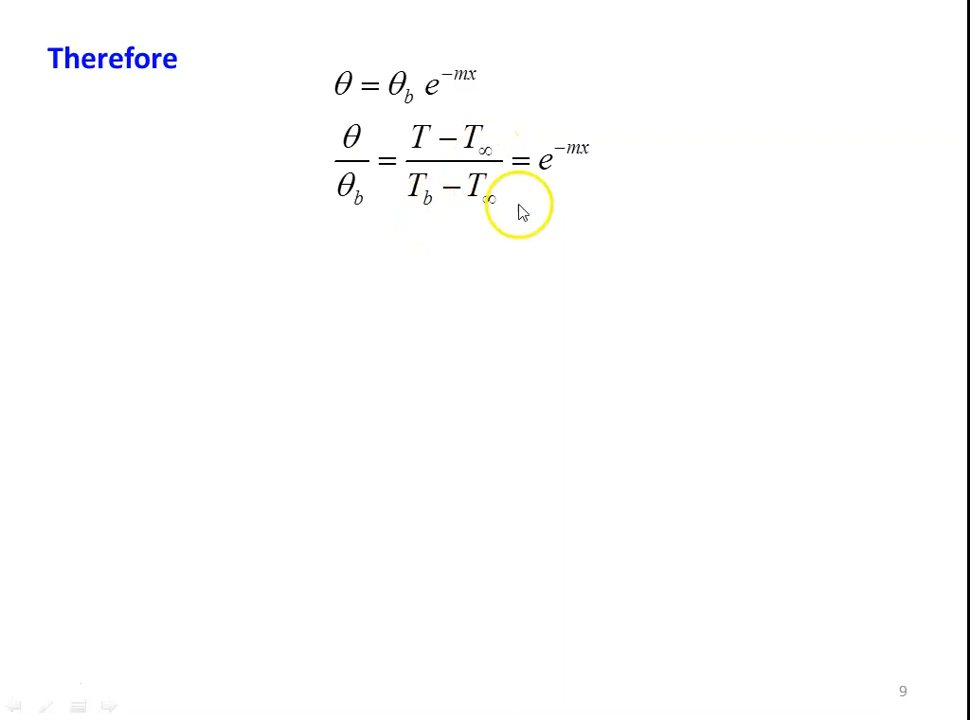 Therefore
θ = θ_b e^{−mx}
θ/θ_b = (T − T_∞)/(T_b − T_∞) = e^{−mx}
9